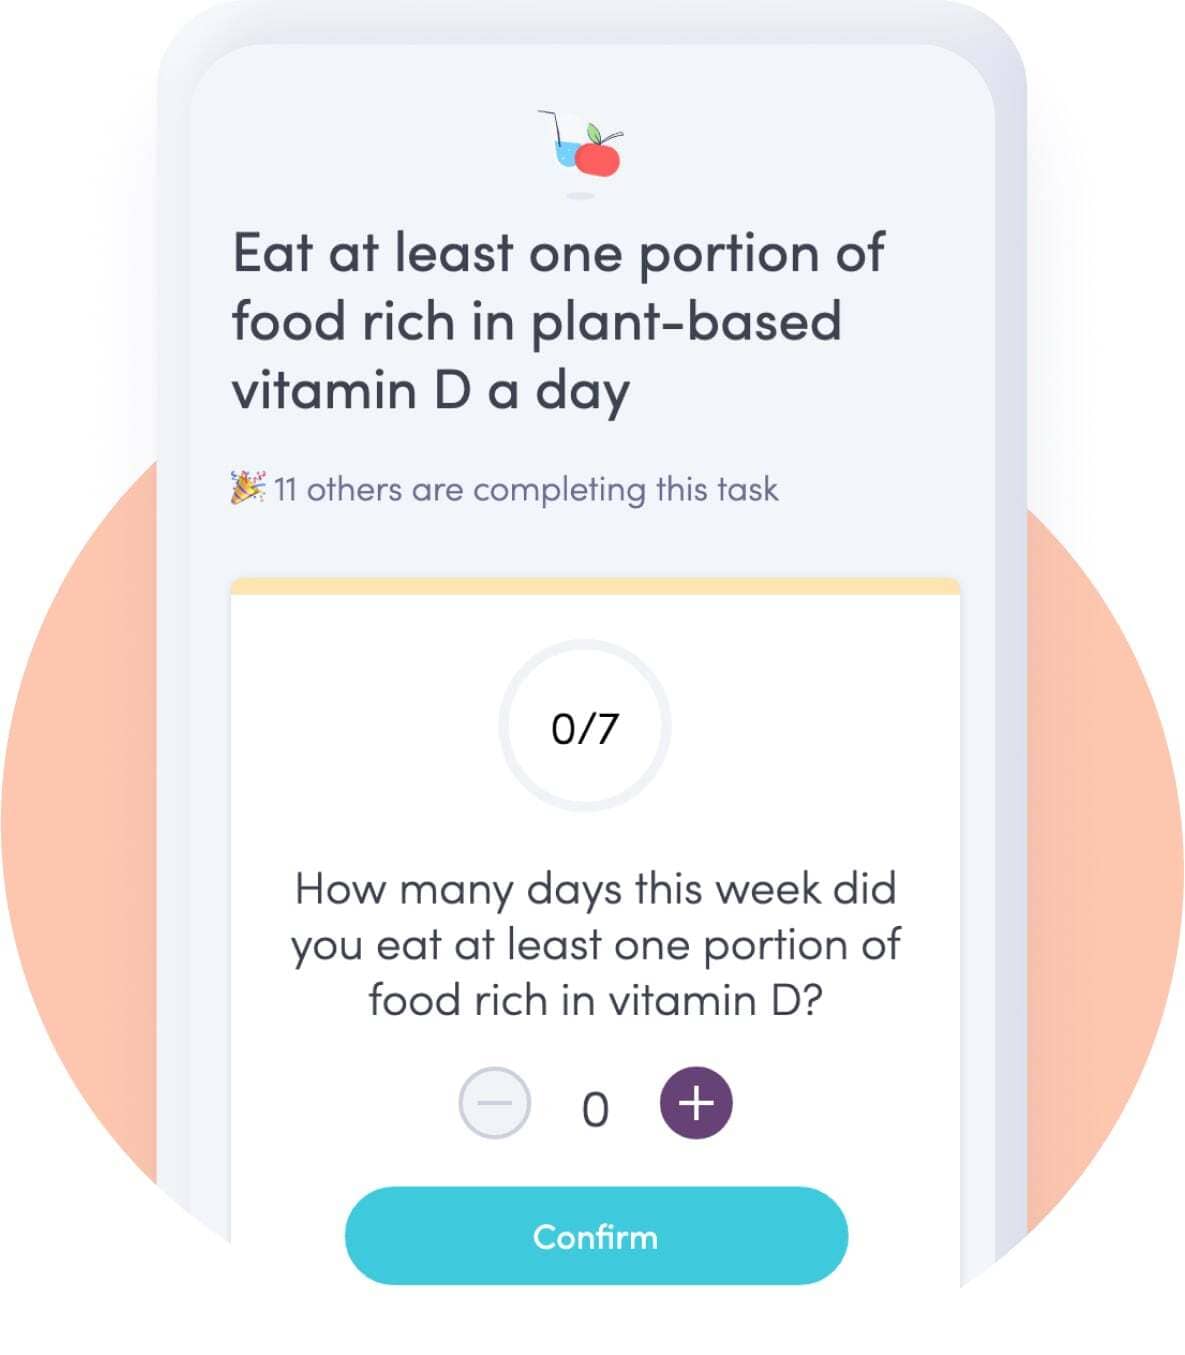 Eat at least one portion of
food rich in plant-based
vitamin D a day
🎉 11 others are completing this task
0/7
How many days this week did
you eat at least one portion of
food rich in vitamin D?
0
Confirm